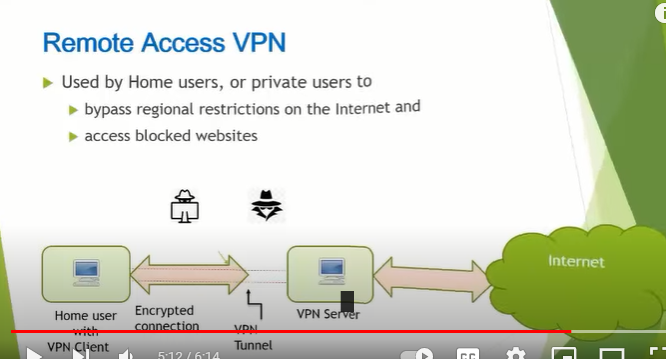 Remote Access VPN
Used by Home users, or private users to
bypass regional restrictions on the Internet and
access blocked websites
Internet
Home user
with
VPN Client
Encrypted
connection
VPN
Tunnel
VPN Server
5:12 / 6:14
CC